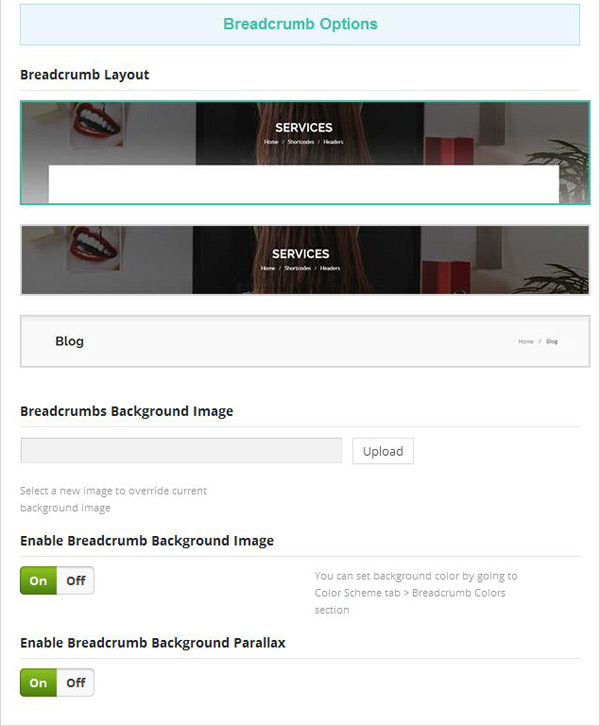 Breadcrumb Options
Breadcrumb Layout
SERVICES
Home / Shortcodes / Headers
SERVICES
Home / Shortcodes / Headers
Blog
Home / Blog
Breadcrumbs Background Image
Upload
Select a new image to override current
background image
Enable Breadcrumb Background Image
On Off
You can set background color by going to
Color Scheme tab > Breadcrumb Colors
section
Enable Breadcrumb Background Parallax
On Off